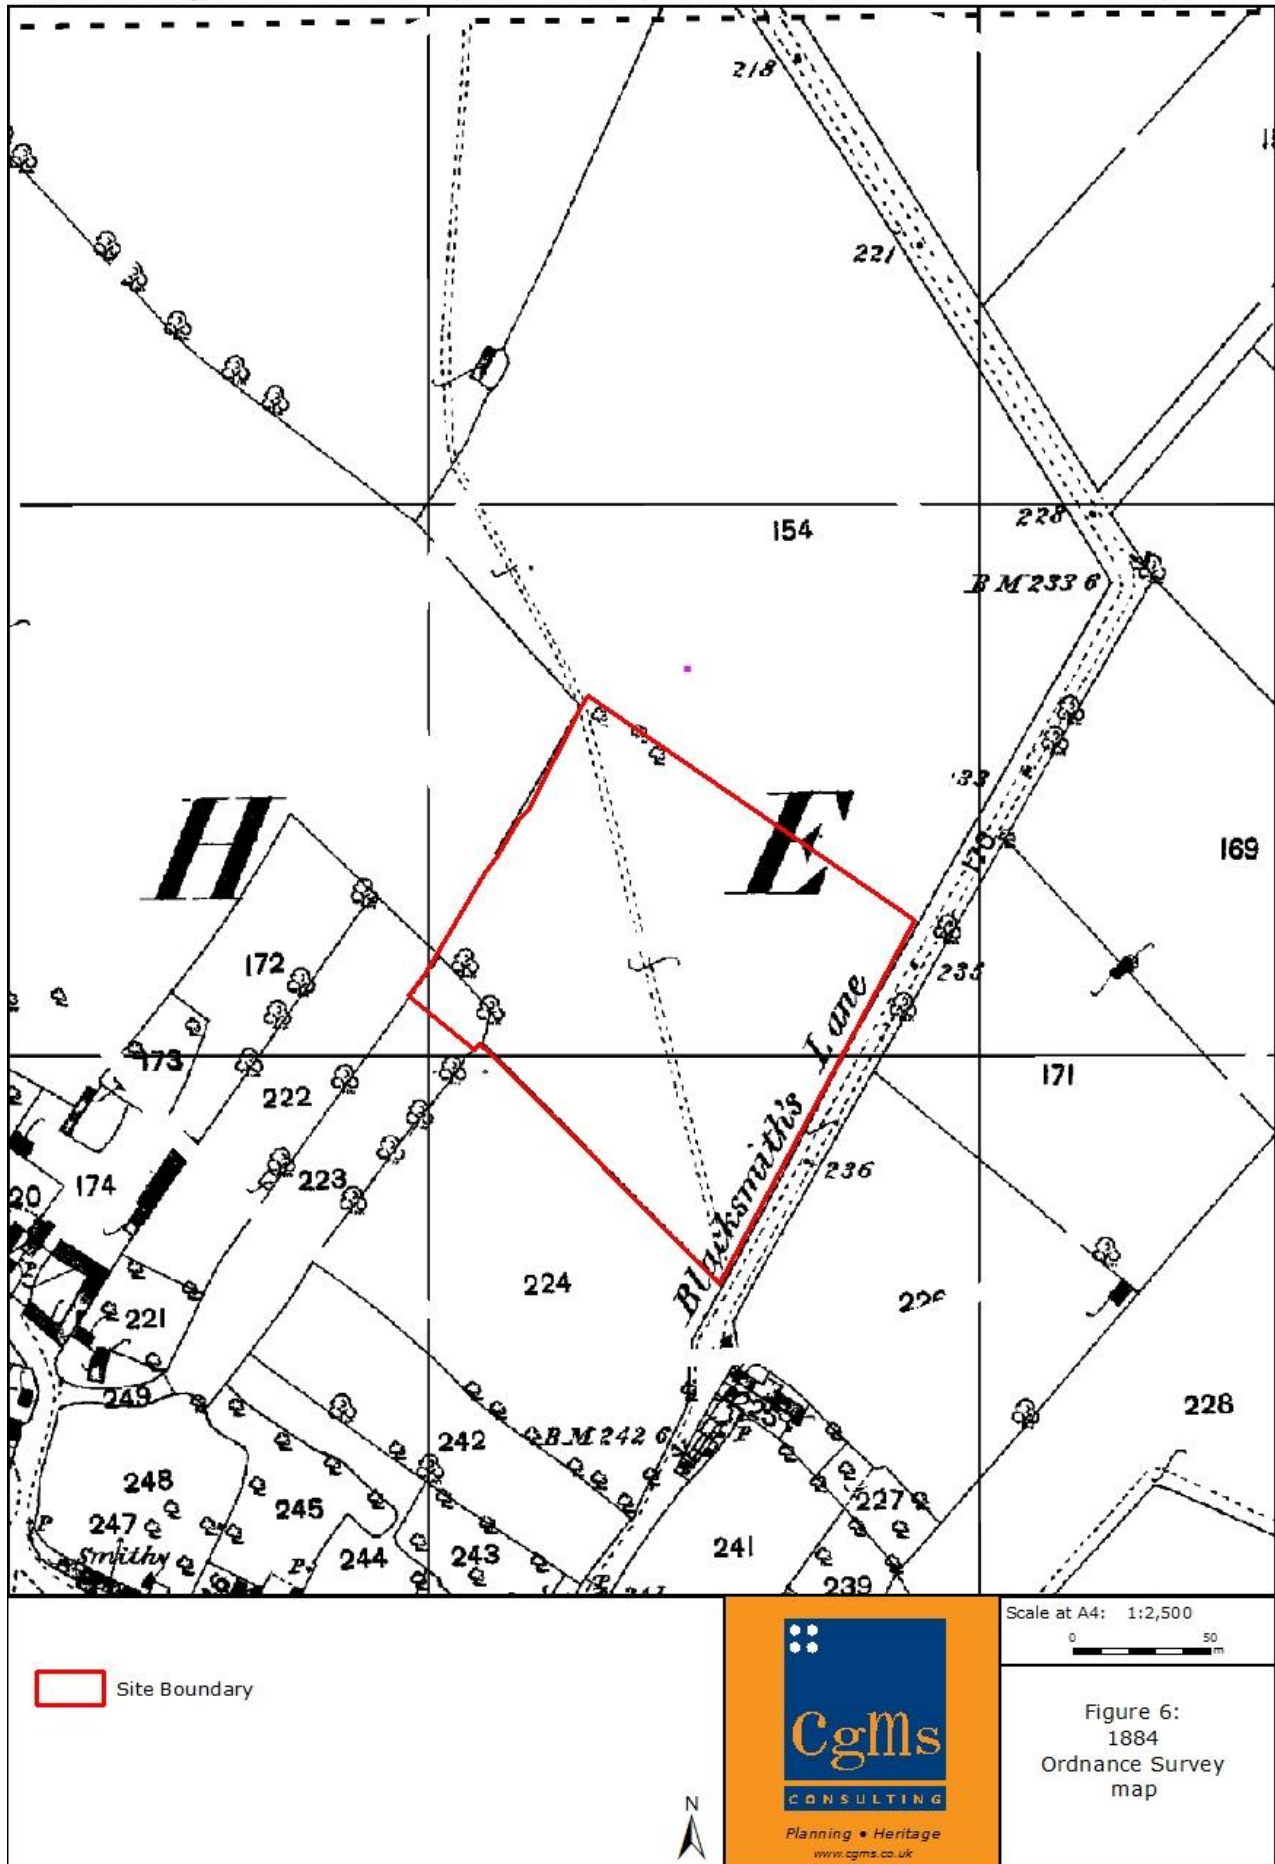 218
221
154
228
B M 233 6
H
E
169
172
235
Blacksmith's Lane
173
171
222
236
223
174
20
224
221
249
228
242
B M 242 6
P
248
227
245
247
P
Smithy
P
244
243
241
239
P
Site Boundary
N
CgMs
CONSULTING
Planning • Heritage
www.cgms.co.uk
Scale at A4: 1:2,500
0 50
m
Figure 6:
1884
Ordnance Survey
map